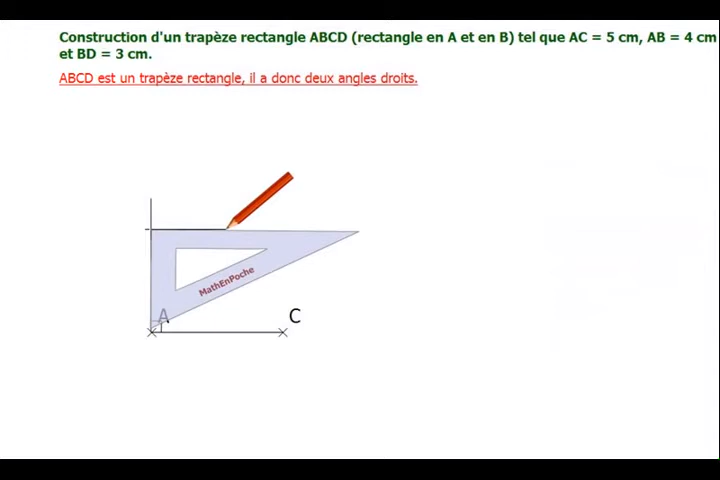 Construction d'un trapèze rectangle ABCD (rectangle en A et en B) tel que AC = 5 cm, AB = 4 cm
et BD = 3 cm.
ABCD est un trapèze rectangle, il a donc deux angles droits.
MathEnPoche
A
C